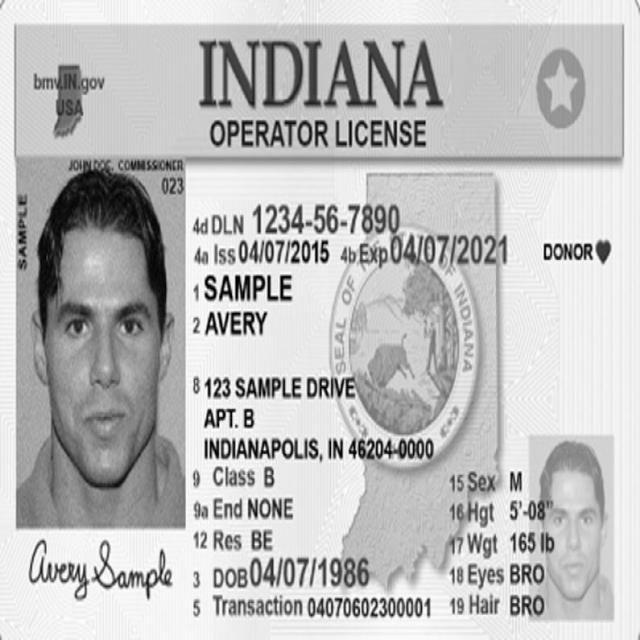 INDIANA
bmv.IN.gov
USA
OPERATOR LICENSE
JOHN DOE, COMMISSIONER
023
SAMPLE
4d DLN 1234-56-7890
4a Iss 04/07/2015 4b Exp 04/07/2021 DONOR
1 SAMPLE
2 AVERY
SEAL OF THE STATE OF INDIANA
8 123 SAMPLE DRIVE
APT. B
INDIANAPOLIS, IN 46204-0000
9 Class B 15 Sex M
9a End NONE 16 Hgt 5'-08"
12 Res BE 17 Wgt 165 lb
3 DOB 04/07/1986 18 Eyes BRO
5 Transaction 04070602300001 19 Hair BRO
Avery Sample